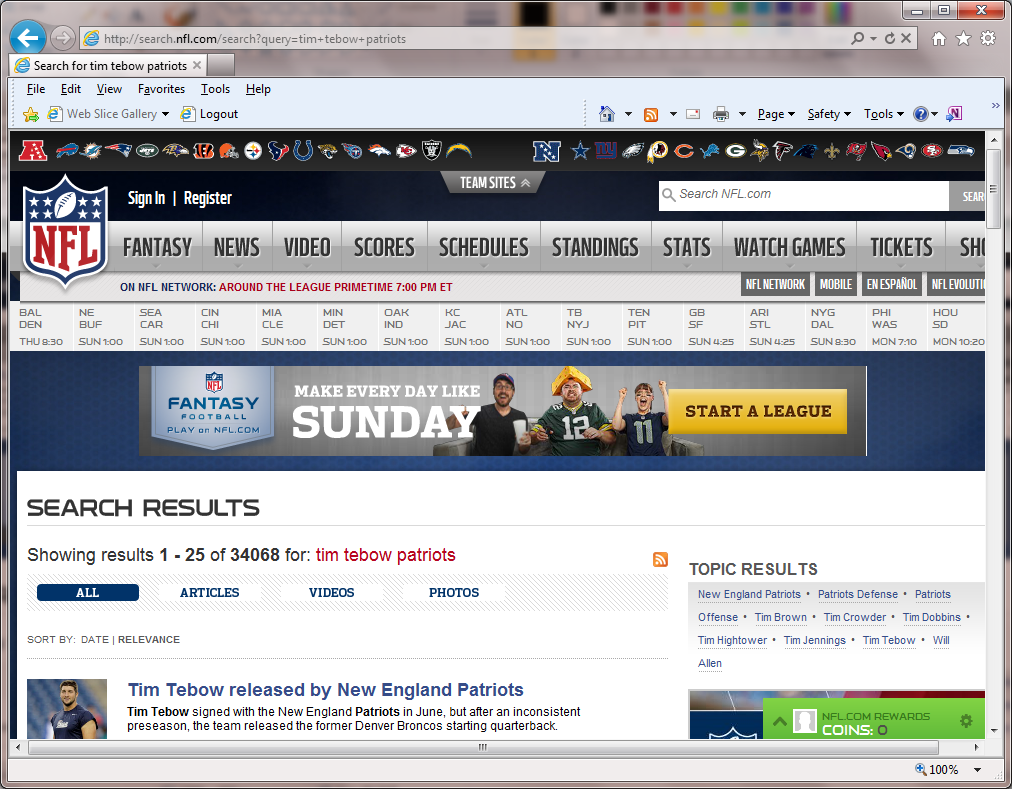 http://search.nfl.com/search?query=tim+tebow+patriots
Search for tim tebow patriots
File Edit View Favorites Tools Help
Web Slice Gallery Logout Page Safety Tools
TEAM SITES
Sign In | Register
Search NFL.com SEAR
NFL
FANTASY NEWS VIDEO SCORES SCHEDULES STANDINGS STATS WATCH GAMES TICKETS SHO
ON NFL NETWORK: AROUND THE LEAGUE PRIMETIME 7:00 PM ET NFL NETWORK MOBILE EN ESPAÑOL NFL EVOLUTI
BAL NE SEA CIN MIA MIN OAK KC ATL TB TEN GB ARI NYG PHI HOU
DEN BUF CAR CHI CLE DET IND JAC NO NYJ PIT SF STL DAL WAS SD
THU 8:30 SUN 1:00 SUN 1:00 SUN 1:00 SUN 1:00 SUN 1:00 SUN 1:00 SUN 1:00 SUN 1:00 SUN 1:00 SUN 1:00 SUN 4:25 SUN 4:25 SUN 8:30 MON 7:10 MON 10:20
NFL
FANTASY
FOOTBALL
PLAY on NFL.COM
MAKE EVERY DAY LIKE
SUNDAY
12
11
START A LEAGUE
SEARCH RESULTS
Showing results 1 - 25 of 34068 for: tim tebow patriots
ALL ARTICLES VIDEOS PHOTOS
SORT BY: DATE | RELEVANCE
Tim Tebow released by New England Patriots
Tim Tebow signed with the New England Patriots in June, but after an inconsistent
preseason, the team released the former Denver Broncos starting quarterback.
TOPIC RESULTS
New England Patriots • Patriots Defense • Patriots
Offense • Tim Brown • Tim Crowder • Tim Dobbins •
Tim Hightower • Tim Jennings • Tim Tebow • Will
Allen
NFL.COM REWARDS
COINS: 0
100%